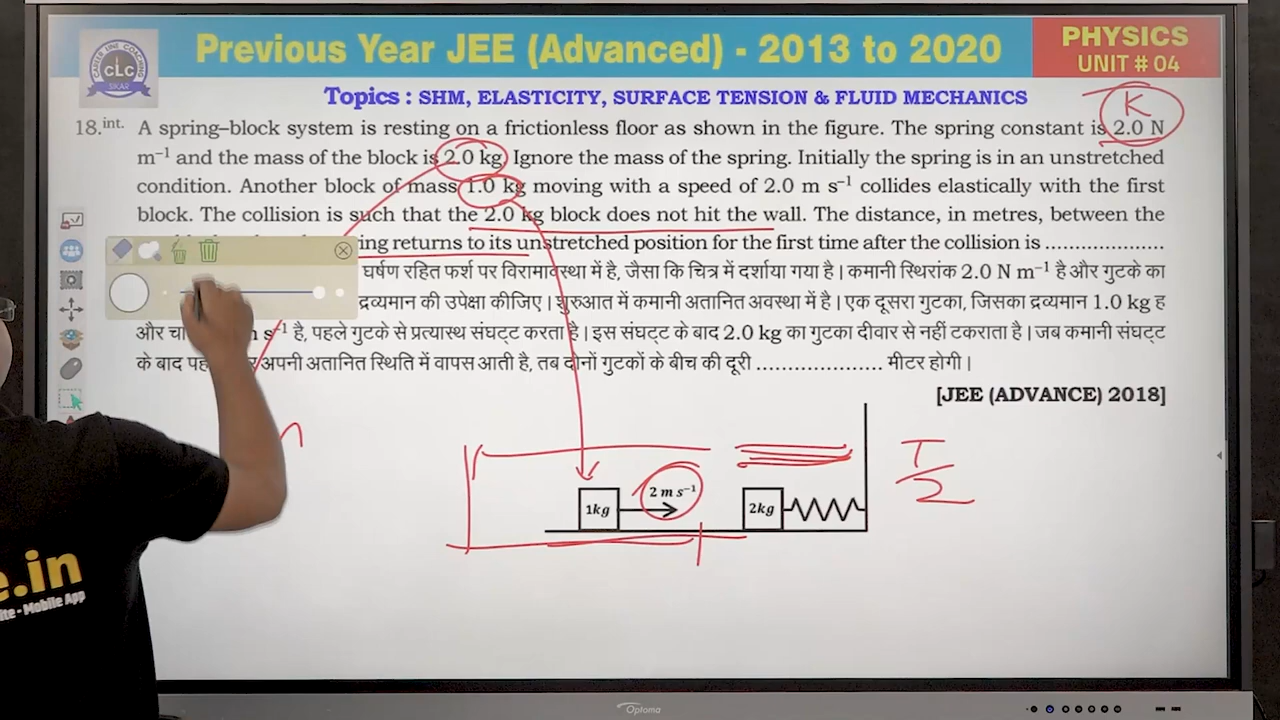 Previous Year JEE (Advanced) - 2013 to 2020
PHYSICS
UNIT # 04
CAREER LINE COACHING
CLC
SIKAR
Topics : SHM, ELASTICITY, SURFACE TENSION & FLUID MECHANICS
K
18.int. A spring–block system is resting on a frictionless floor as shown in the figure. The spring constant is 2.0 N
m⁻¹ and the mass of the block is 2.0 kg. Ignore the mass of the spring. Initially the spring is in an unstretched
condition. Another block of mass 1.0 kg moving with a speed of 2.0 m s⁻¹ collides elastically with the first
block. The collision is such that the 2.0 kg block does not hit the wall. The distance, in metres, between the
ing returns to its unstretched position for the first time after the collision is ....................
घर्षण रहित फर्श पर विरामावस्था में है, जैसा कि चित्र में दर्शाया गया है। कमानी स्थिरांक 2.0 N m⁻¹ है और गुटके का
द्रव्यमान की उपेक्षा कीजिए। शुरुआत में कमानी अतानित अवस्था में है। एक दूसरा गुटका, जिसका द्रव्यमान 1.0 kg ह
और चा s⁻¹ है, पहले गुटके से प्रत्यास्थ संघट्ट करता है। इस संघट्ट के बाद 2.0 kg का गुटका दीवार से नहीं टकराता है। जब कमानी संघट्ट
के बाद पह अपनी अतानित स्थिति में वापस आती है, तब दोनों गुटकों के बीच की दूरी ..................... मीटर होगी।
[JEE (ADVANCE) 2018]
T
2
2 m s⁻¹
1kg
2kg
e.in
ite - Mobile App
Optoma